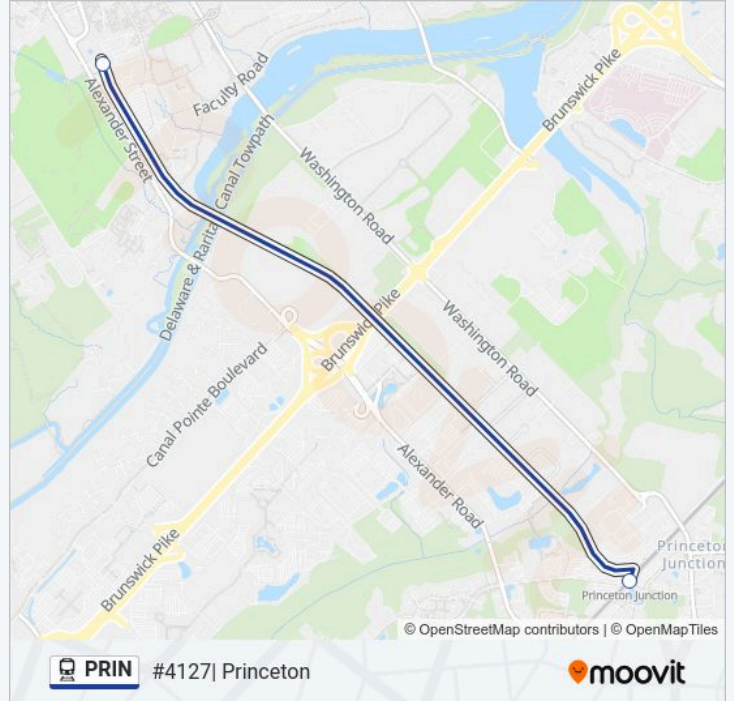 Faculty Road
Alexander Street
Brunswick Pike
Washington Road
Delaware & Raritan Canal Towpath
Brunswick Pike
Washington Road
Canal Pointe Boulevard
Alexander Road
Brunswick Pike
Princeton
Junction
Princeton Junction
© OpenStreetMap contributors | © OpenMapTiles
PRIN #4127| Princeton
moovit